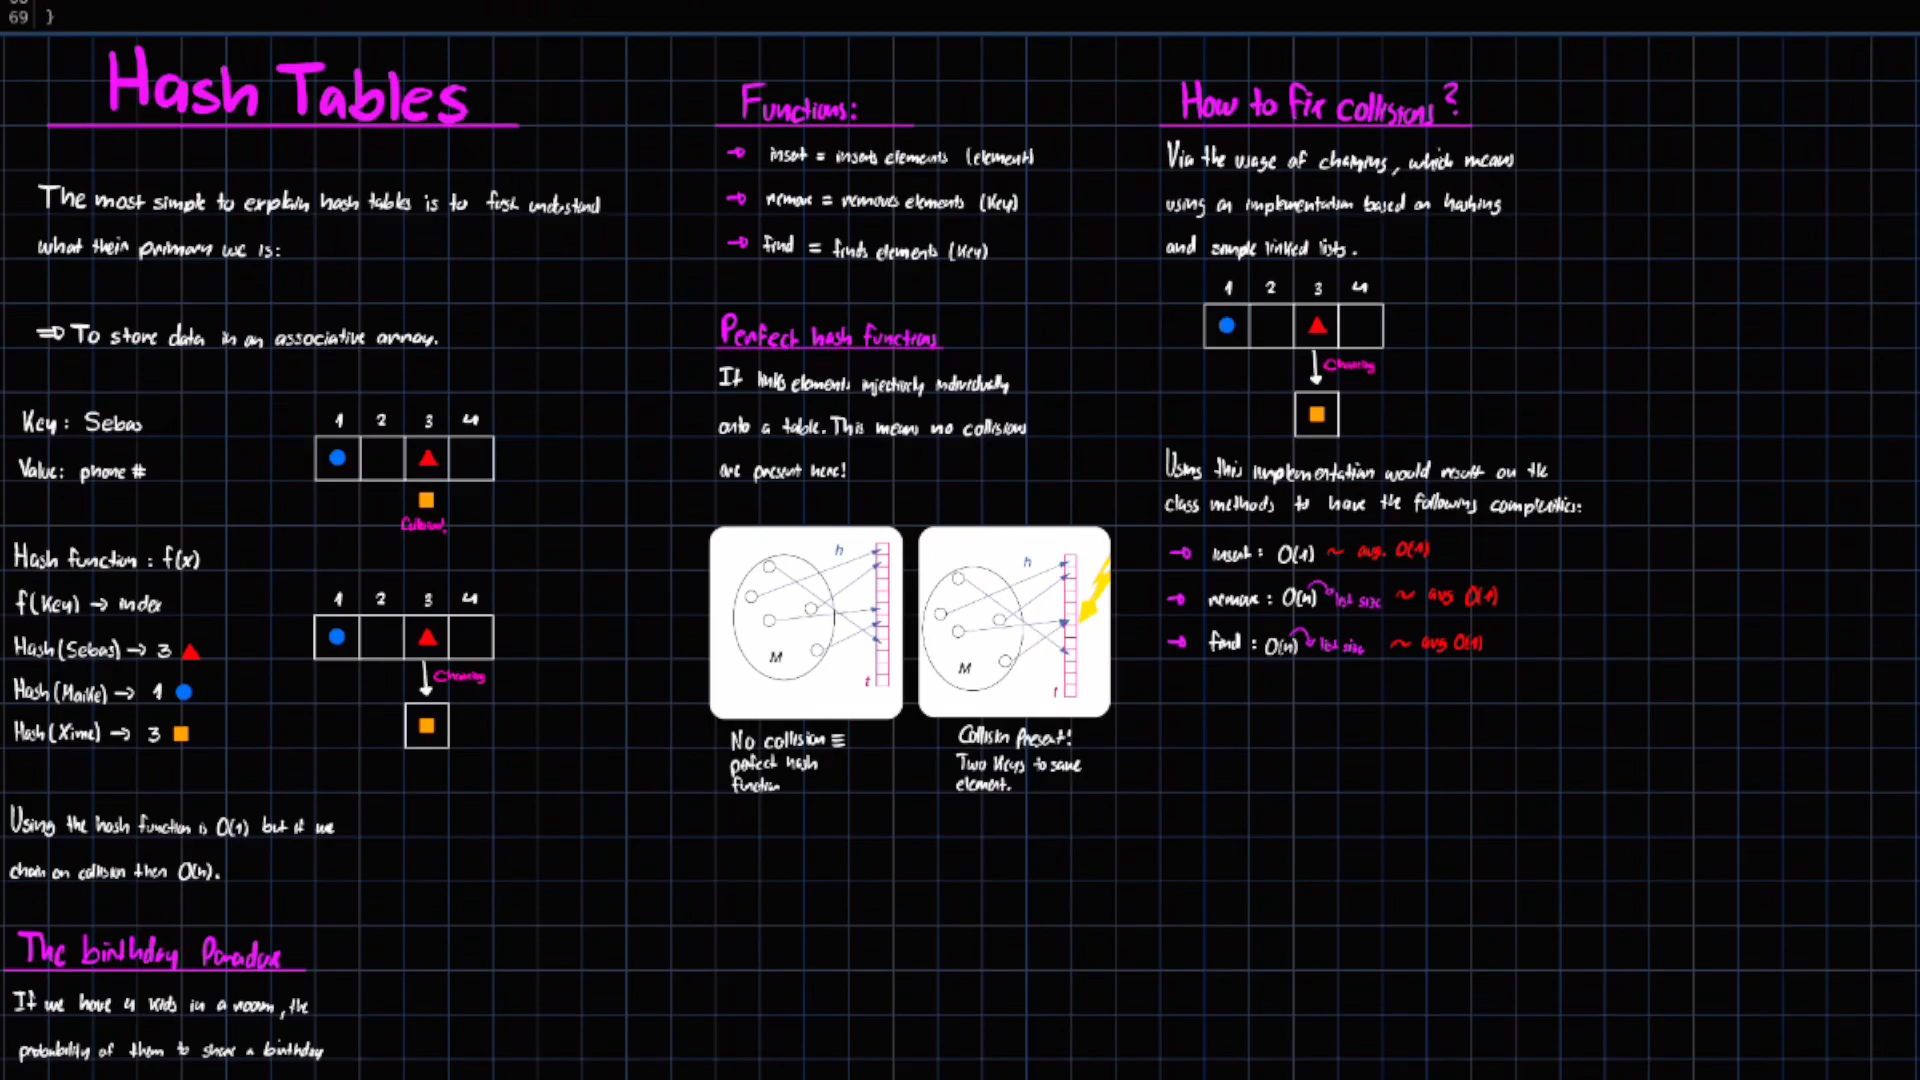 69 }
Hash Tables
The most simple to explain hash tables is to first understand
what their primary use is:
⇒ To store data in an associative array.
Key: Sebas
Value: phone #
1 2 3 4
Collision!
Hash function : f(x)
f(Key) → index
Hash(Sebas) → 3
Hash(Maike) → 1
Hash(Xime) → 3
1 2 3 4
Chaining
Using the hash function is O(1) but if we
chain on collision then O(n).
The birthday Paradox
If we have 4 kids in a room, the
probability of them to share a birthday
Functions:
→ insert = inserts elements (element)
→ remove = removes elements (Key)
→ find = finds elements (Key)
Perfect hash functions
It links elements injectively individually
onto a table. This means no collisions
are present here!
h
M
t
h
M
t
No collision ≡
perfect hash
function
Collision Present!
Two Keys to same
element.
How to fix collisions?
Via the usage of chaining, which means
using an implementation based on hashing
and simple linked lists.
1 2 3 4
Chaining
Using this implementation would result on the
class methods to have the following complexities:
→ insert : O(1) ~ avg. O(1)
→ remove : O(n) list size ~ avg O(1)
→ find : O(n) list size ~ avg O(1)